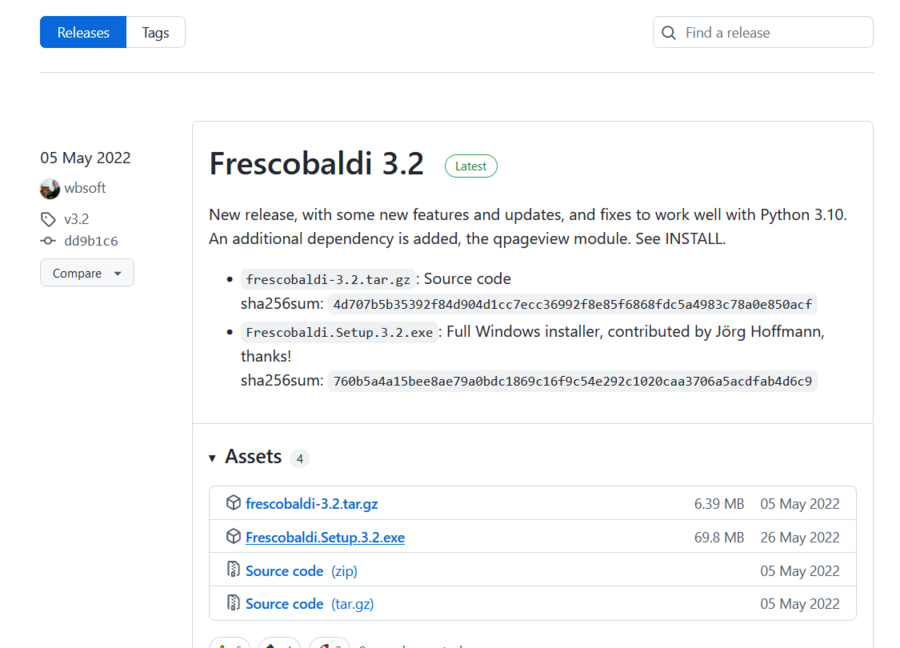 Releases
Tags
Find a release
05 May 2022
wbsoft
v3.2
dd9b1c6
Compare
Frescobaldi 3.2
Latest
New release, with some new features and updates, and fixes to work well with Python 3.10.
An additional dependency is added, the qpageview module. See INSTALL.
frescobaldi-3.2.tar.gz: Source code
sha256sum: 4d707b5b35392f84d904d1cc7ecc36992f8e85f6868fdc5a4983c78a0e850acf
Frescobaldi.Setup.3.2.exe: Full Windows installer, contributed by Jörg Hoffmann,
thanks!
sha256sum: 760b5a4a15bee8ae79a0bdc1869c16f9c54e292c1020caa3706a5acdfab4d6c9
Assets 4
frescobaldi-3.2.tar.gz 6.39 MB 05 May 2022
Frescobaldi.Setup.3.2.exe 69.8 MB 26 May 2022
Source code (zip) 05 May 2022
Source code (tar.gz) 05 May 2022